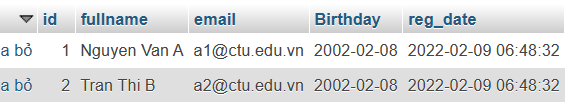 id fullname email Birthday reg_date
a bỏ 1 Nguyen Van A a1@ctu.edu.vn 2002-02-08 2022-02-09 06:48:32
a bỏ 2 Tran Thi B a2@ctu.edu.vn 2002-02-08 2022-02-09 06:48:32